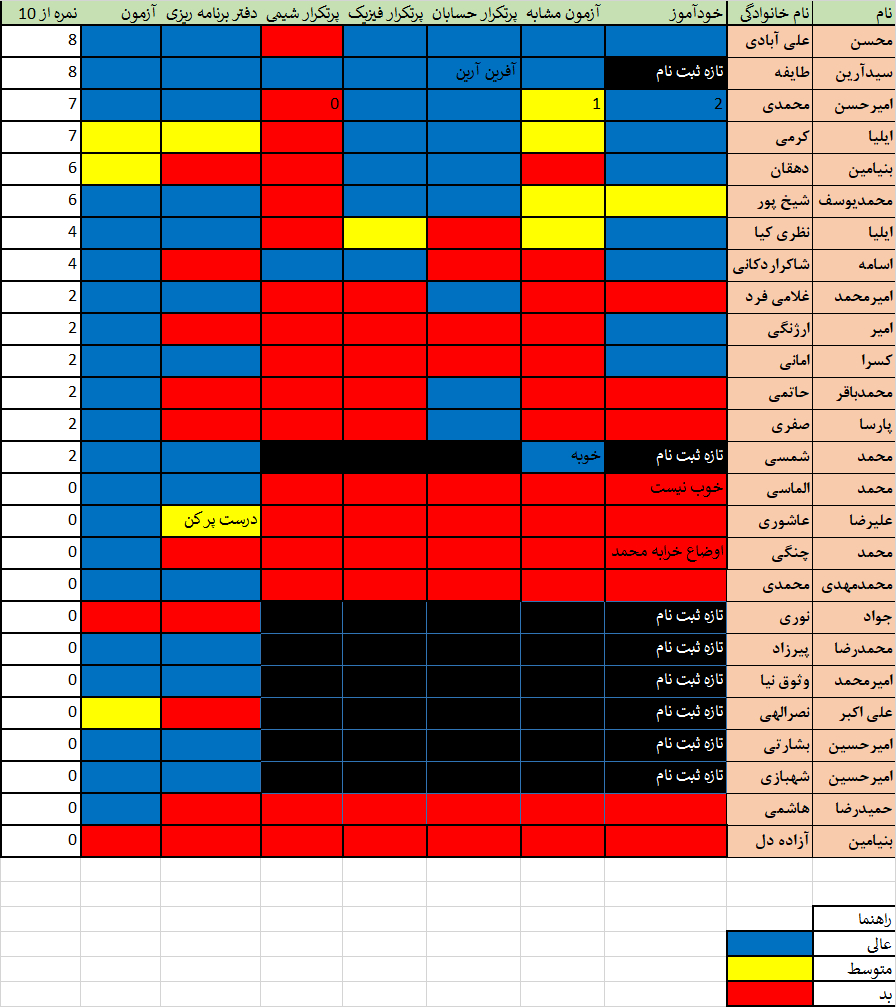 نام نام خانوادگی خودآموز آزمون مشابه پرتکرار حسابان پرتکرار فیزیک پرتکرار شیمی دفتر برنامه ریزی آزمون نمره از 10
محسن علی آبادی 8
سیدآرین طایفه تازه ثبت نام آفرین آرین 8
امیرحسن محمدی 2 1 0 7
ایلیا کرمی 7
بنیامین دهقان 6
محمدیوسف شیخ پور 6
ایلیا نظری کیا 4
اسامه شاکراردکانی 4
امیرمحمد غلامی فرد 2
امیر ارژنگی 2
کسرا امانی 2
محمدباقر حاتمی 2
پارسا صفری 2
محمد شمسی تازه ثبت نام خوبه 2
محمد الماسی خوب نیست 0
علیرضا عاشوری درست پر کن 0
محمد چنگی اوضاع خرابه محمد 0
محمدمهدی محمدی 0
جواد نوری تازه ثبت نام 0
محمدرضا پیرزاد تازه ثبت نام 0
امیرمحمد وثوق نیا تازه ثبت نام 0
علی اکبر نصرالهی تازه ثبت نام 0
امیرحسین بشارتی تازه ثبت نام 0
امیرحسین شهبازی تازه ثبت نام 0
حمیدرضا هاشمی 0
بنیامین آزاده دل 0
راهنما
عالی
متوسط
بد